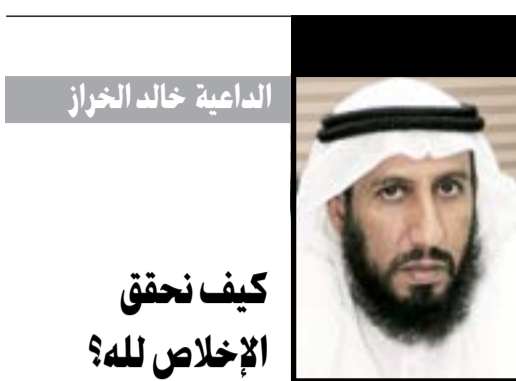 الداعية خالد الخراز
كيف نحقق
الإخلاص لله؟